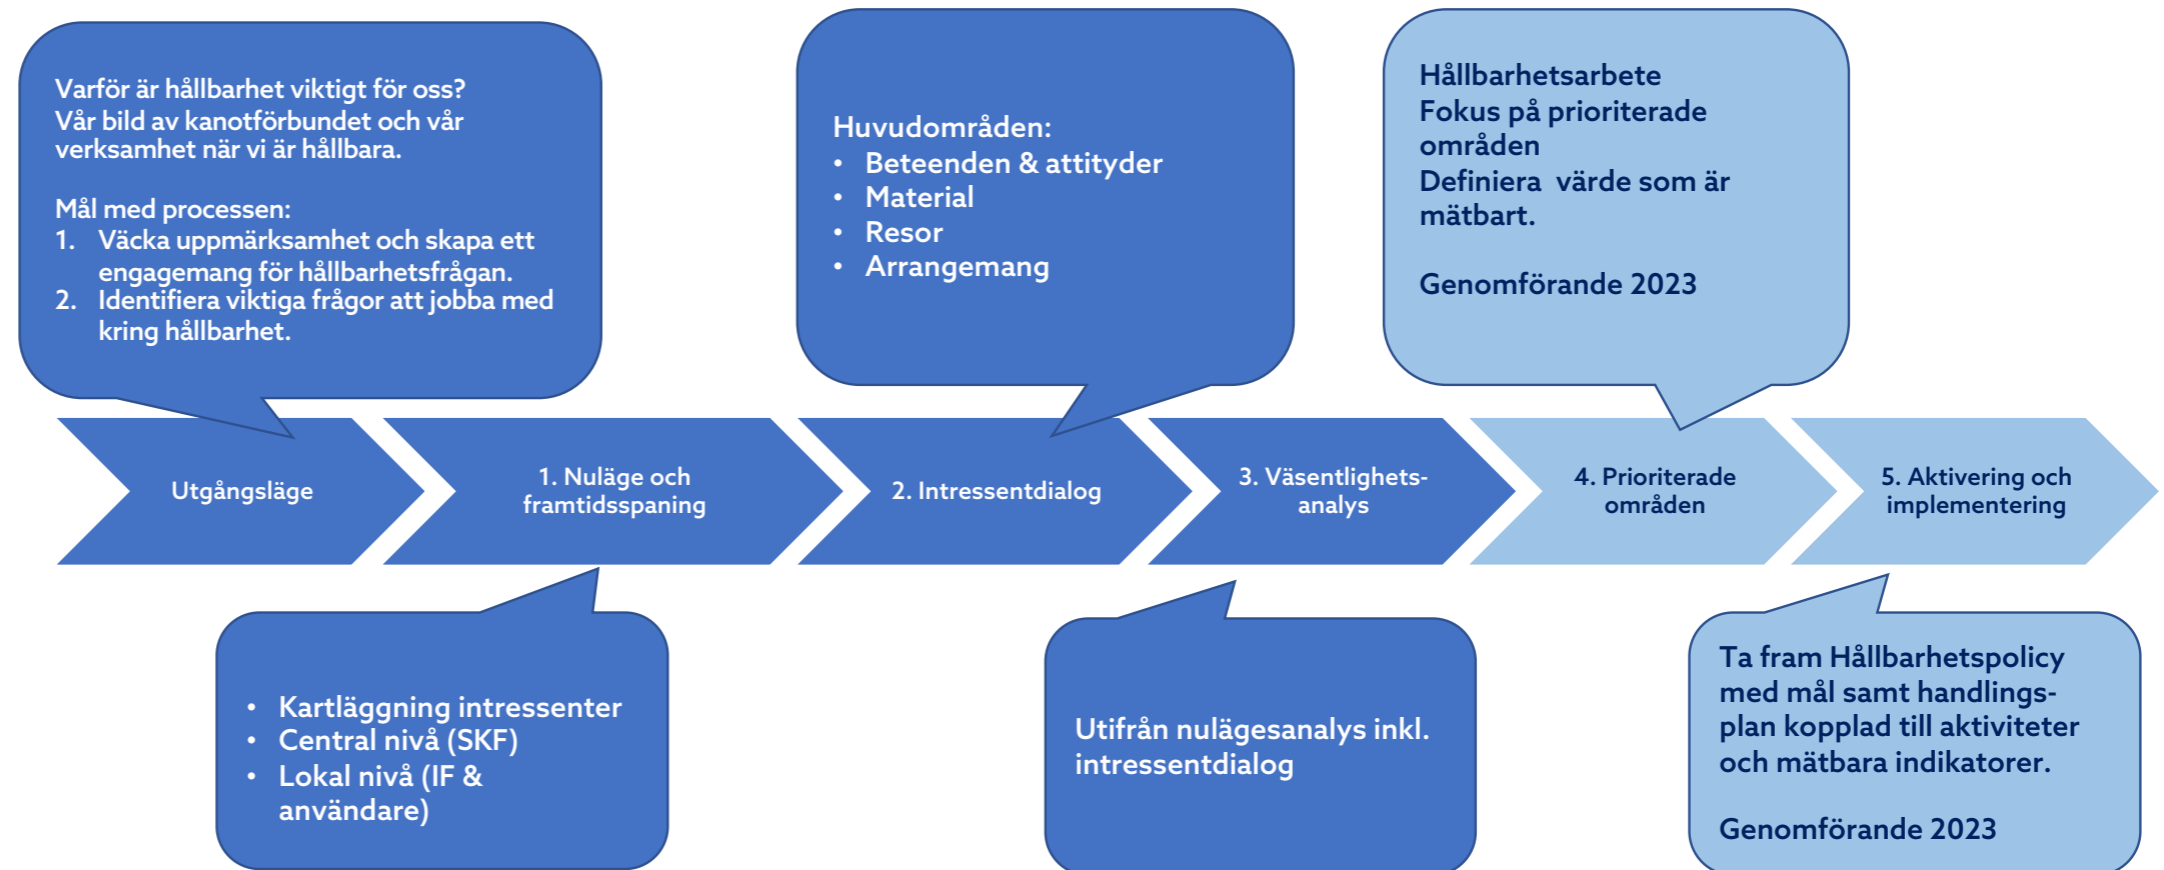 Varför är hållbarhet viktigt för oss?
Vår bild av kanotförbundet och vår
verksamhet när vi är hållbara.
Mål med processen:
1. Väcka uppmärksamhet och skapa ett
engagemang för hållbarhetsfrågan.
2. Identifiera viktiga frågor att jobba med
kring hållbarhet.
Huvudområden:
• Beteenden & attityder
• Material
• Resor
• Arrangemang
Hållbarhetsarbete
Fokus på prioriterade
områden
Definiera värde som är
mätbart.
Genomförande 2023
Utgångsläge
1. Nuläge och
framtidsspaning
2. Intressentdialog
3. Väsentlighets-
analys
4. Prioriterade
områden
5. Aktivering och
implementering
• Kartläggning intressenter
• Central nivå (SKF)
• Lokal nivå (IF &
användare)
Utifrån nulägesanalys inkl.
intressentdialog
Ta fram Hållbarhetspolicy
med mål samt handlings-
plan kopplad till aktiviteter
och mätbara indikatorer.
Genomförande 2023